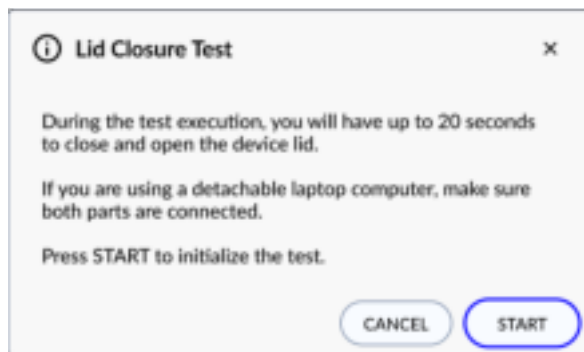 Lid Closure Test
During the test execution, you will have up to 20 seconds
to close and open the device lid.
If you are using a detachable laptop computer, make sure
both parts are connected.
Press START to initialize the test.
CANCEL START